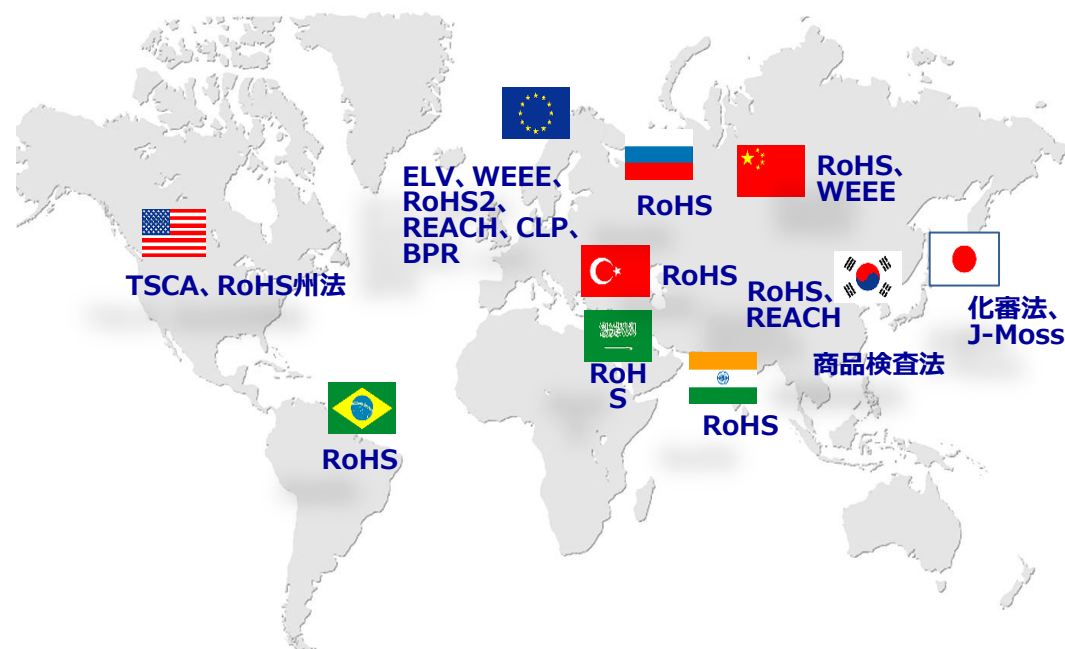 ELV、WEEE、
RoHS2、
REACH、CLP、
BPR
RoHS
RoHS、
WEEE
TSCA、RoHS州法
RoHS
RoHS、
REACH
化審法、
J-Moss
RoH
S
商品検査法
RoHS
RoHS